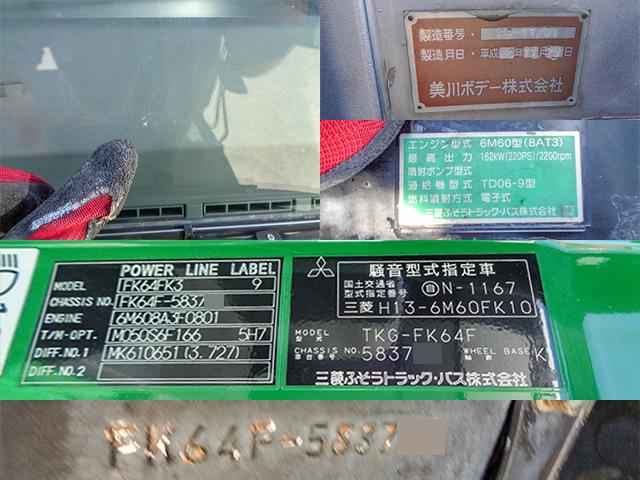 製造番号・
製造月日・平成
美川ボデー株式会社
エンジン型式 6M60型(8AT3)
最高出力 162kW(220PS)/2200rpm
噴射ポンプ型式
過給機型式 TD06-9型
燃料噴射方式 電子式
三菱ふそうトラック・バス株式会社
POWER LINE LABEL
MODEL FK64FK3 9
CHASSIS NO. FK64F-5837
ENGINE 6M608A3-0801
T/M-OPT. M050S6F166 5H7
DIFF.NO.1 MK610651(3.727)
DIFF.NO.2
騒音型式指定車
国土交通省
型式指定番号 自N-1167
三菱 H13-6M60FK10
MODEL
型式 TKG-FK64F
CHASSIS NO. 5837 WHEEL BASE K
三菱ふそうトラック・バス株式会社
FK64F-5837